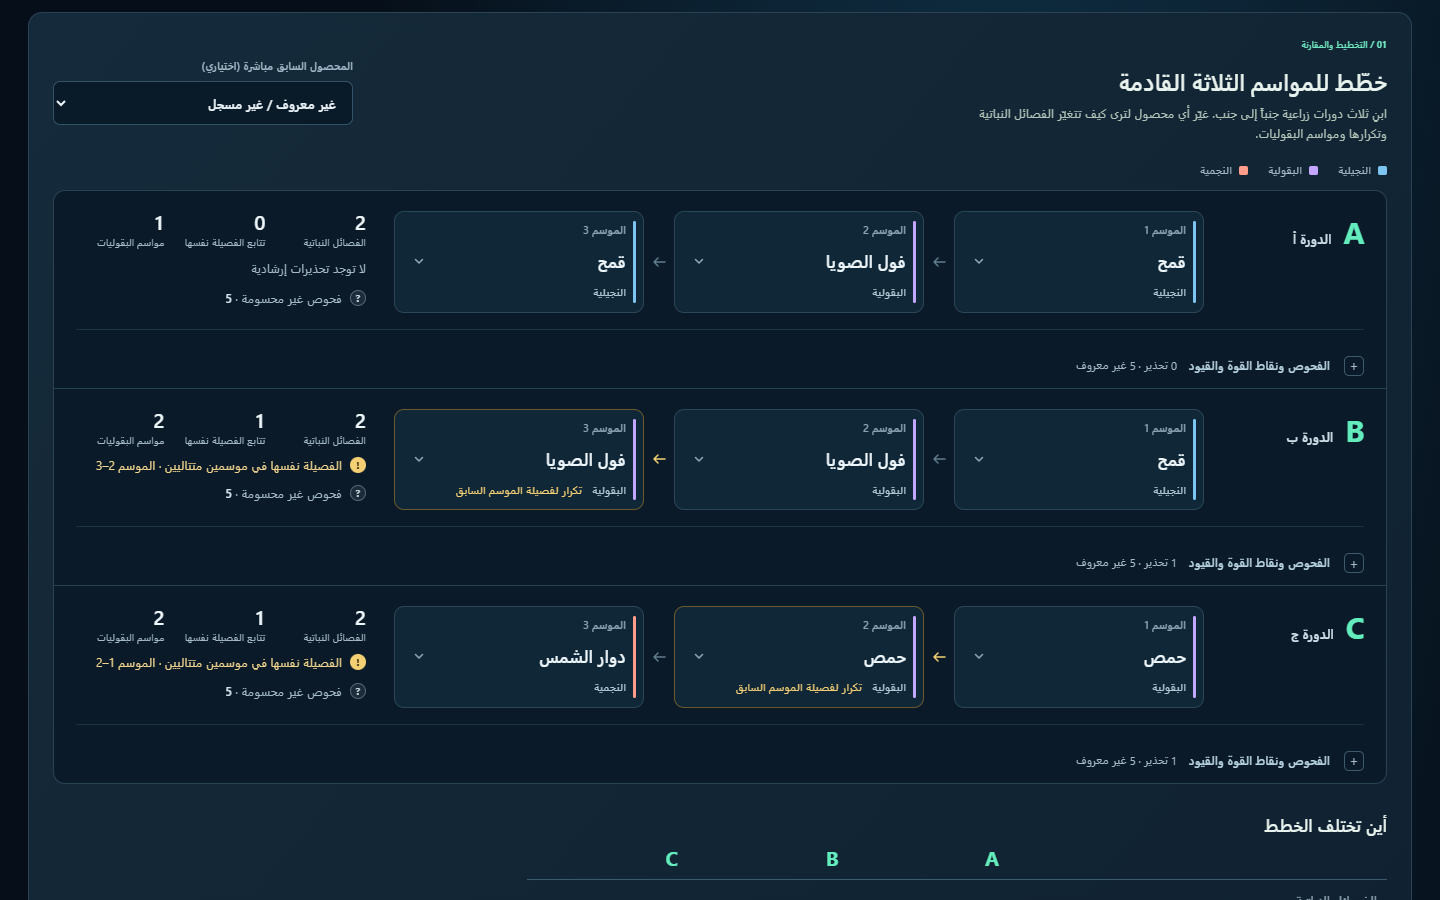 01 / التخطيط والمقارنة
خطّط للمواسم الثلاثة القادمة
ابنِ ثلاث دورات زراعية جنباً إلى جنب. غيّر أي محصول لترى كيف تتغيّر الفصائل النباتية
وتكرارها ومواسم البقوليات.
المحصول السابق مباشرة (اختياري)
غير معروف / غير مسجل
النجيلية
البقولية
النجمية
A
الدورة أ
الموسم 1
قمح
النجيلية
←
الموسم 2
فول الصويا
البقولية
←
الموسم 3
قمح
النجيلية
2
الفصائل النباتية
0
تتابع الفصيلة نفسها
1
مواسم البقوليات
لا توجد تحذيرات إرشادية
? فحوص غير محسومة · 5
+ الفحوص ونقاط القوة والقيود 0 تحذير · 5 غير معروف
B
الدورة ب
الموسم 1
قمح
النجيلية
←
الموسم 2
فول الصويا
البقولية
←
الموسم 3
فول الصويا
البقولية تكرار لفصيلة الموسم السابق
2
الفصائل النباتية
1
تتابع الفصيلة نفسها
2
مواسم البقوليات
! الفصيلة نفسها في موسمين متتاليين · الموسم 2–3
? فحوص غير محسومة · 5
+ الفحوص ونقاط القوة والقيود 1 تحذير · 5 غير معروف
C
الدورة ج
الموسم 1
حمص
البقولية
←
الموسم 2
حمص
البقولية تكرار لفصيلة الموسم السابق
←
الموسم 3
دوار الشمس
النجمية
2
الفصائل النباتية
1
تتابع الفصيلة نفسها
2
مواسم البقوليات
! الفصيلة نفسها في موسمين متتاليين · الموسم 1–2
? فحوص غير محسومة · 5
+ الفحوص ونقاط القوة والقيود 1 تحذير · 5 غير معروف
أين تختلف الخطط
A B C